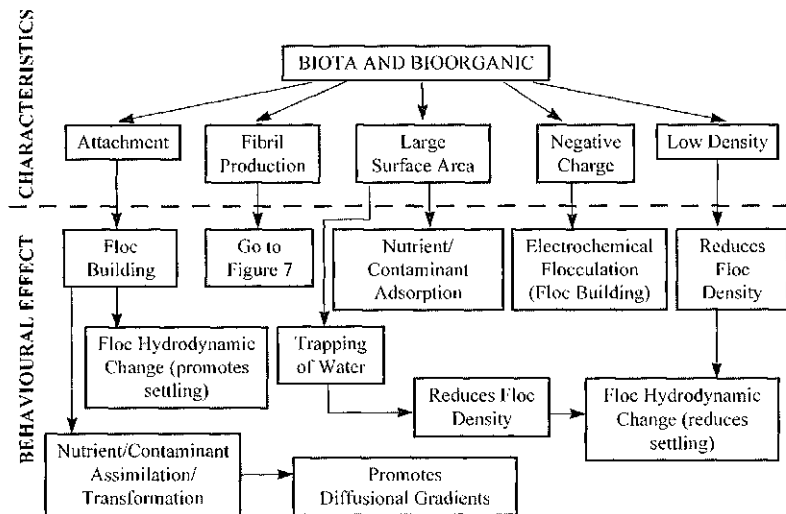 CHARACTERISTICS
BIOTA AND BIOORGANIC
Attachment
Fibril
Production
Large
Surface Area
Negative
Charge
Low Density
BEHAVIOURAL EFFECT
Floc
Building
Go to
Figure 7
Nutrient/
Contaminant
Adsorption
Electrochemical
Flocculation
(Floc Building)
Reduces
Floc
Density
Floc Hydrodynamic
Change (promotes
settling)
Trapping
of Water
Reduces Floc
Density
Floc Hydrodynamic
Change (reduces
settling)
Nutrient/Contaminant
Assimilation/
Transformation
Promotes
Diffusional Gradients